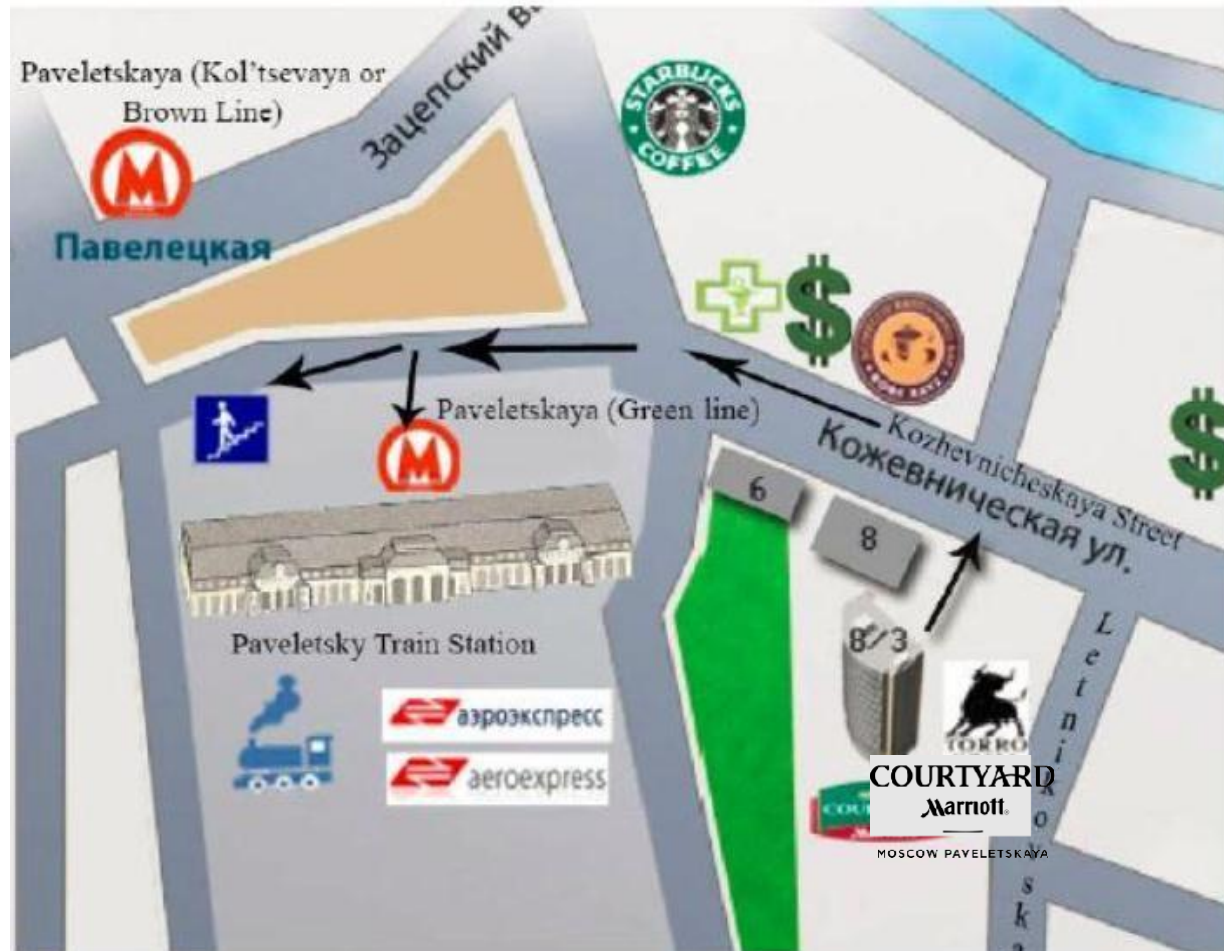 Paveletskaya (Kol'tsevaya or
Brown Line)
М
Павелецкая
Зацепский в
STARBUCKS
COFFEE
Paveletskaya (Green line)
М
Kozhevnicheskaya Street
Кожевническая ул.
6
8
8/3
Paveletsky Train Station
аэроэкспресс
aeroexpress
TORRO
COU
COURTYARD
Marriott
MOSCOW PAVELETSKAYA
Letnikovska